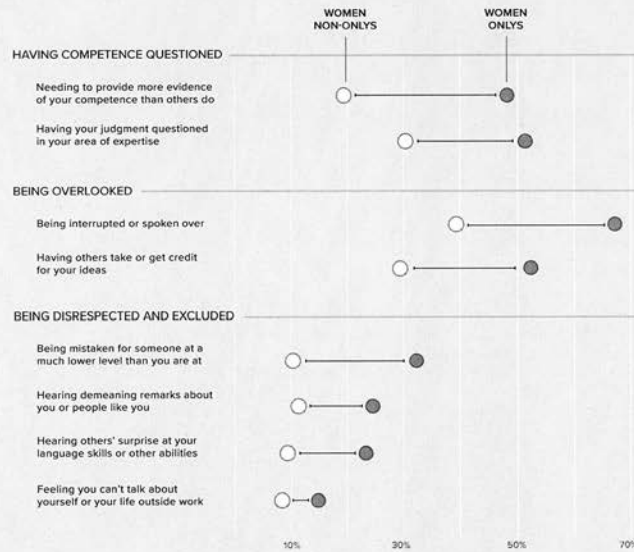 WOMEN
NON-ONLYS
WOMEN
ONLYS
HAVING COMPETENCE QUESTIONED
Needing to provide more evidence
of your competence than others do
Having your judgment questioned
in your area of expertise
BEING OVERLOOKED
Being interrupted or spoken over
Having others take or get credit
for your ideas
BEING DISRESPECTED AND EXCLUDED
Being mistaken for someone at a
much lower level than you are at
Hearing demeaning remarks about
you or people like you
Hearing others' surprise at your
language skills or other abilities
Feeling you can't talk about
yourself or your life outside work
10%
30%
50%
70%